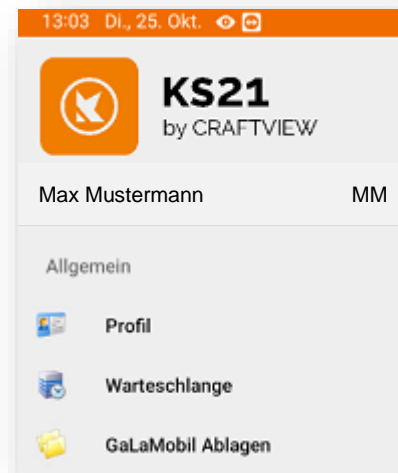 13:03 Di., 25. Okt.
KS21
by CRAFTVIEW
Max Mustermann MM
Allgemein
Profil
Warteschlange
GaLaMobil Ablagen